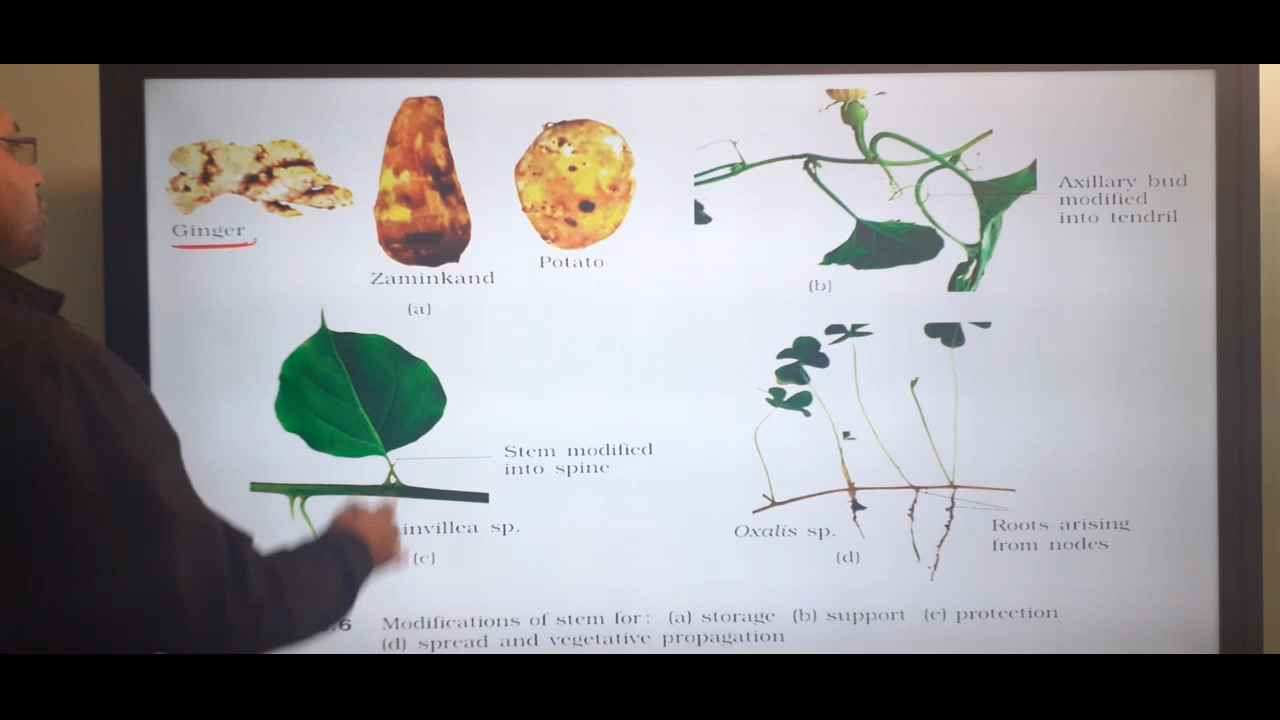 Ginger
Zaminkand
Potato
(a)
Axillary bud
modified
into tendril
(b)
Stem modified
into spine
invillea sp.
(c)
Oxalis sp.
(d)
Roots arising
from nodes
.6 Modifications of stem for: (a) storage (b) support (c) protection
(d) spread and vegetative propagation